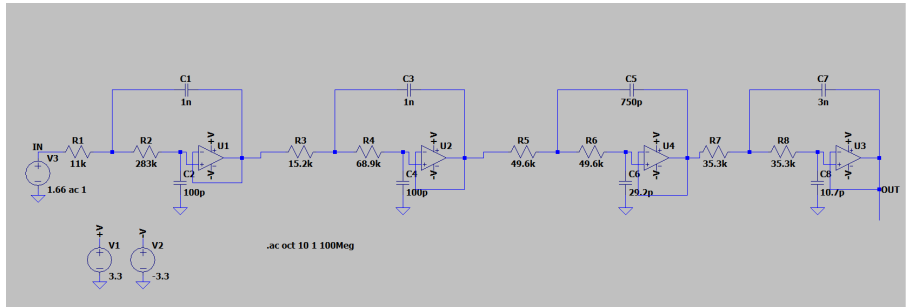 C1
1n
C3
1n
C5
750p
C7
3n
IN
R1
11k
R2
283k
+V
U1
-V
C2
100p
R3
15.2k
R4
68.9k
+V
U2
-V
C4
100p
R5
49.6k
R6
49.6k
+V
U4
-V
C6
29.2p
R7
35.3k
R8
35.3k
+V
U3
-V
C8
10.7p
OUT
V3
1.66 ac 1
+V
V1
3.3
-V
V2
-3.3
.ac oct 10 1 100Meg